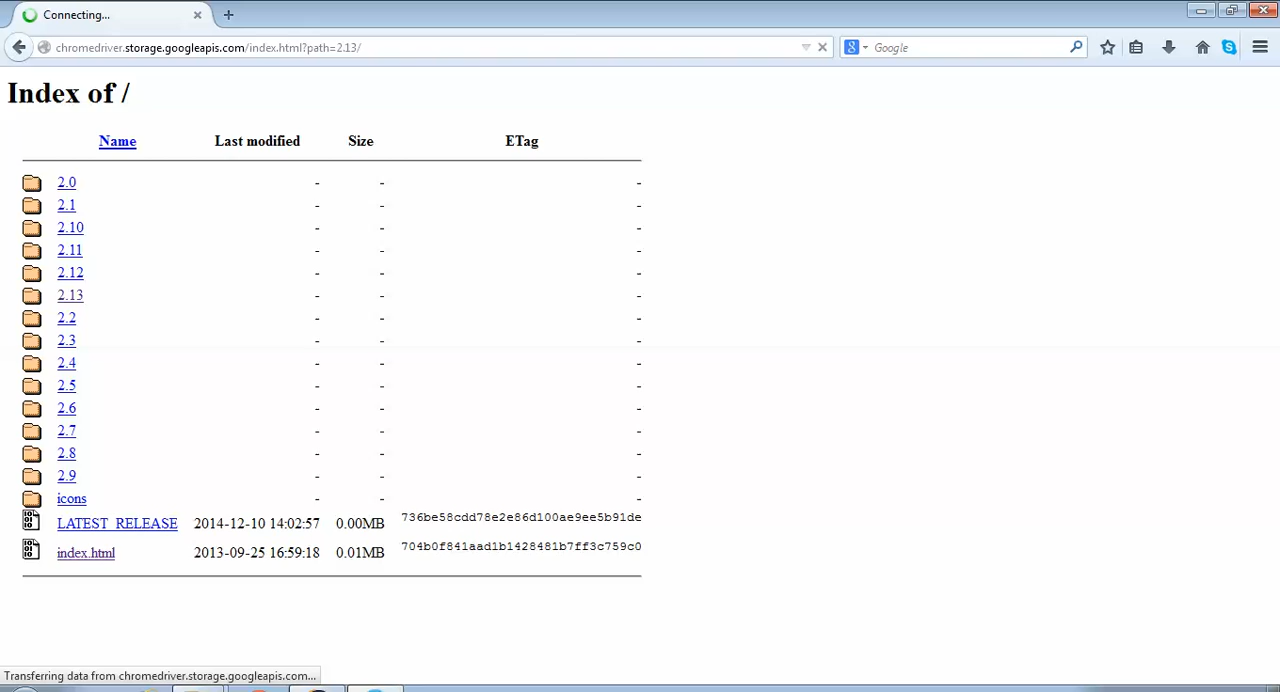 Connecting...
chromedriver.storage.googleapis.com/index.html?path=2.13/
Google
Index of /
Name Last modified Size ETag
2.0 - - -
2.1 - - -
2.10 - - -
2.11 - - -
2.12 - - -
2.13 - - -
2.2 - - -
2.3 - - -
2.4 - - -
2.5 - - -
2.6 - - -
2.7 - - -
2.8 - - -
2.9 - - -
icons - - -
LATEST_RELEASE 2014-12-10 14:02:57 0.00MB 736be58cdd78e2e86d100ae9ee5b91de
index.html 2013-09-25 16:59:18 0.01MB 704b0f841aad1b1428481b7ff3c759c0
Transferring data from chromedriver.storage.googleapis.com...